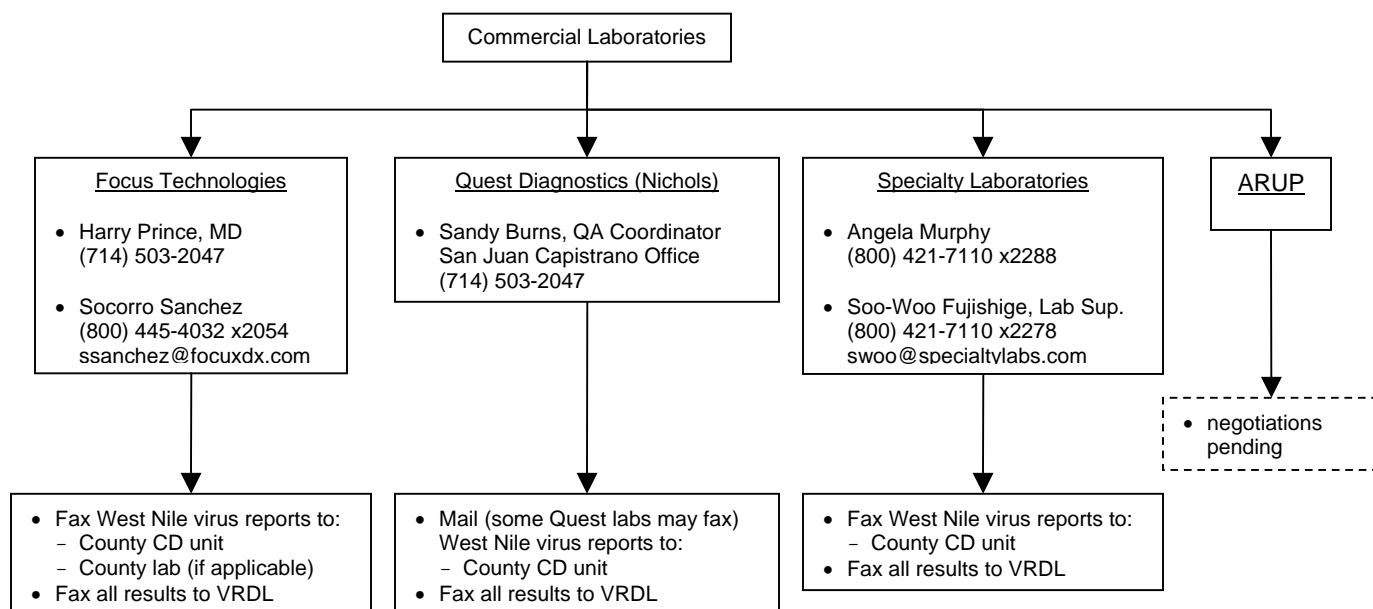 Commercial Laboratories
Focus Technologies
• Harry Prince, MD
(714) 503-2047
• Socorro Sanchez
(800) 445-4032 x2054
ssanchez@focuxdx.com
Quest Diagnostics (Nichols)
• Sandy Burns, QA Coordinator
San Juan Capistrano Office
(714) 503-2047
Specialty Laboratories
• Angela Murphy
(800) 421-7110 x2288
• Soo-Woo Fujishige, Lab Sup.
(800) 421-7110 x2278
swoo@specialtylabs.com
ARUP
• negotiations
pending
• Fax West Nile virus reports to:
- County CD unit
- County lab (if applicable)
• Fax all results to VRDL
• Mail (some Quest labs may fax)
West Nile virus reports to:
- County CD unit
• Fax all results to VRDL
• Fax West Nile virus reports to:
- County CD unit
• Fax all results to VRDL